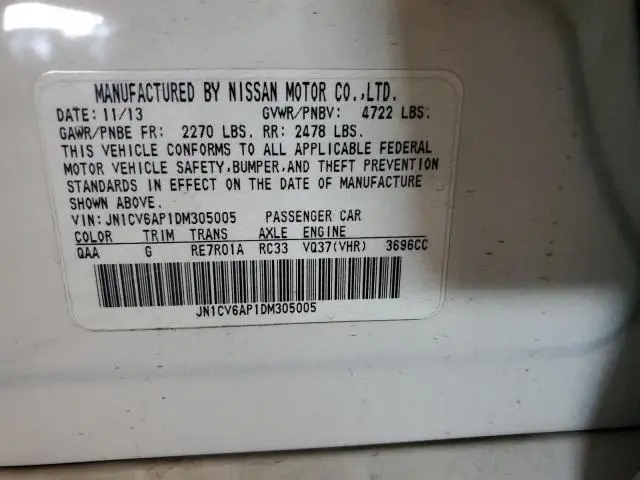 MANUFACTURED BY NISSAN MOTOR CO.,LTD.
DATE: 11/13 GVWR/PNBV: 4722 LBS.
GAWR/PNBE FR: 2270 LBS. RR: 2478 LBS.
THIS VEHICLE CONFORMS TO ALL APPLICABLE FEDERAL
MOTOR VEHICLE SAFETY,BUMPER,AND THEFT PREVENTION
STANDARDS IN EFFECT ON THE DATE OF MANUFACTURE
SHOWN ABOVE.
VIN: JN1CV6AP1DM305005 PASSENGER CAR
COLOR TRIM TRANS AXLE ENGINE
QAA G RE7R01A RC33 VQ37(VHR) 3696CC
JN1CV6AP1DM305005